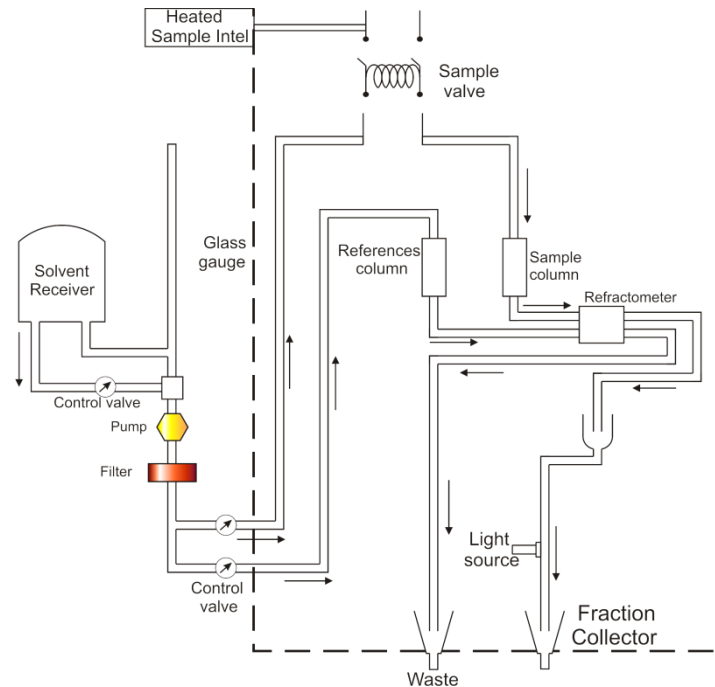 Heated
Sample Intel
Sample
valve
Glass
gauge
References
column
Sample
column
Solvent
Receiver
Refractometer
Control valve
Pump
Filter
Light
source
Control
valve
Fraction
Collector
Waste